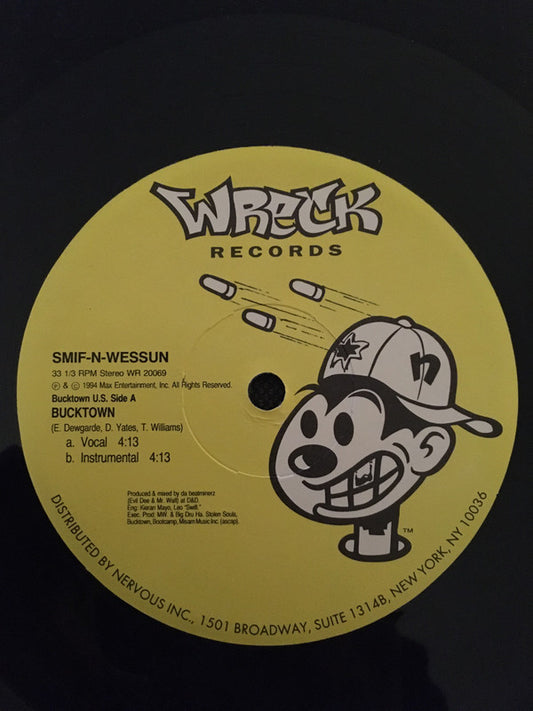 WRECK
RECORDS
n
SMIF-N-WESSUN
33 1/3 RPM Stereo WR 20069
℗ & © 1994 Max Entertainment, Inc. All Rights Reserved.
Bucktown U.S. Side A
BUCKTOWN
(E. Dewgarde, D. Yates, T. Williams)
a. Vocal 4:13
b. Instrumental 4:13
Produced & mixed by da beatminerz
(Evil Dee & Mr. Walt) at D&D.
Eng: Kieran Mayo, Leo "Swift."
Exec. Prod: MW. & Big Dru Ha. Stolen Souls,
Bucktown, Bootcamp, Misam Music Inc. (ascap).
TM
DISTRIBUTED BY NERVOUS INC., 1501 BROADWAY, SUITE 1314B, NEW YORK, NY 10036